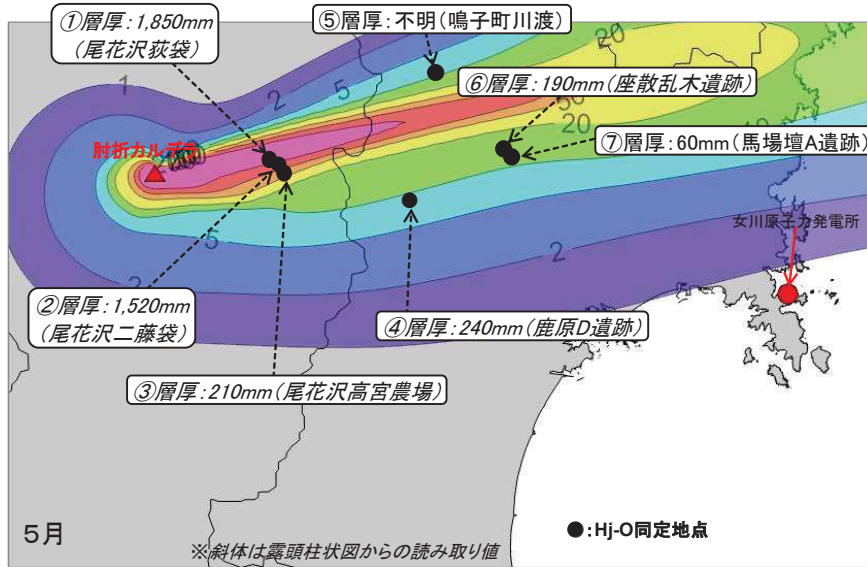 ①層厚:1,850mm
(尾花沢荻袋)
⑤層厚:不明(鳴子町川渡)
⑥層厚:190mm(座散乱木遺跡)
⑦層厚:60mm(馬場壇A遺跡)
肘折カルデラ
1
2
5
20
50
20
10
5
2
2
女川原子力発電所
②層厚:1,520mm
(尾花沢二藤袋)
④層厚:240mm(鹿原D遺跡)
③層厚:210mm(尾花沢高宮農場)
5月
※斜体は露頭柱状図からの読み取り値
●:Hj-O同定地点